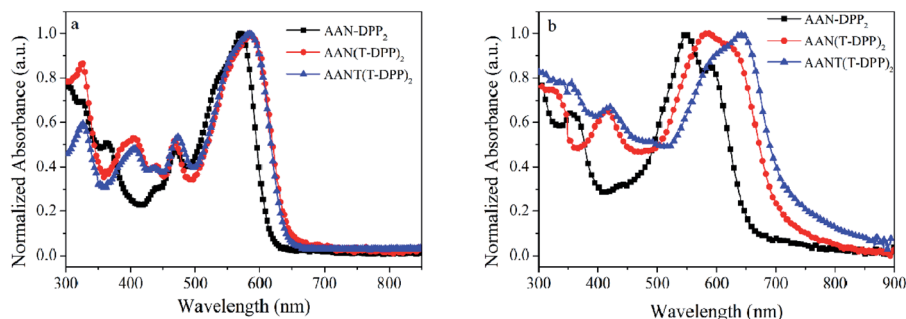 a
AAN-DPP₂
AAN(T-DPP)₂
AANT(T-DPP)₂
Normalized Absorbance (a.u.)
1.0
0.8
0.6
0.4
0.2
0.0
300 400 500 600 700 800
Wavelength (nm)
b
AAN-DPP₂
AAN(T-DPP)₂
AANT(T-DPP)₂
Normalized Absorbance (a.u.)
1.0
0.8
0.6
0.4
0.2
0.0
300 400 500 600 700 800 900
Wavelength (nm)